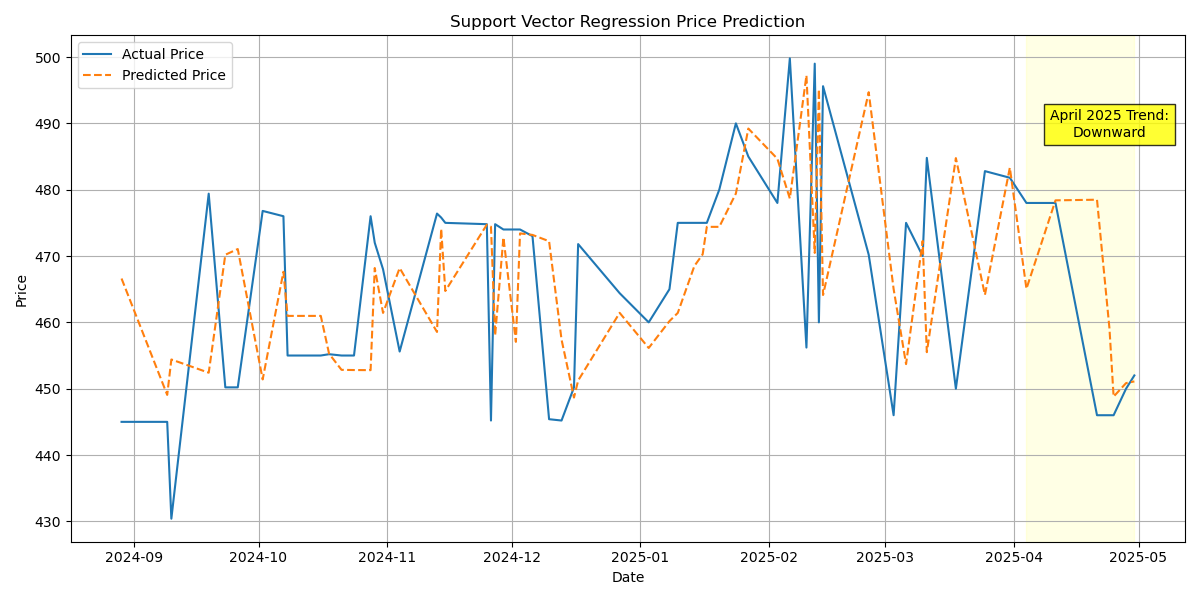 Support Vector Regression Price Prediction
Actual Price
Predicted Price
April 2025 Trend:
Downward
500
490
480
470
460
450
440
430
Price
2024-09
2024-10
2024-11
2024-12
2025-01
2025-02
2025-03
2025-04
2025-05
Date